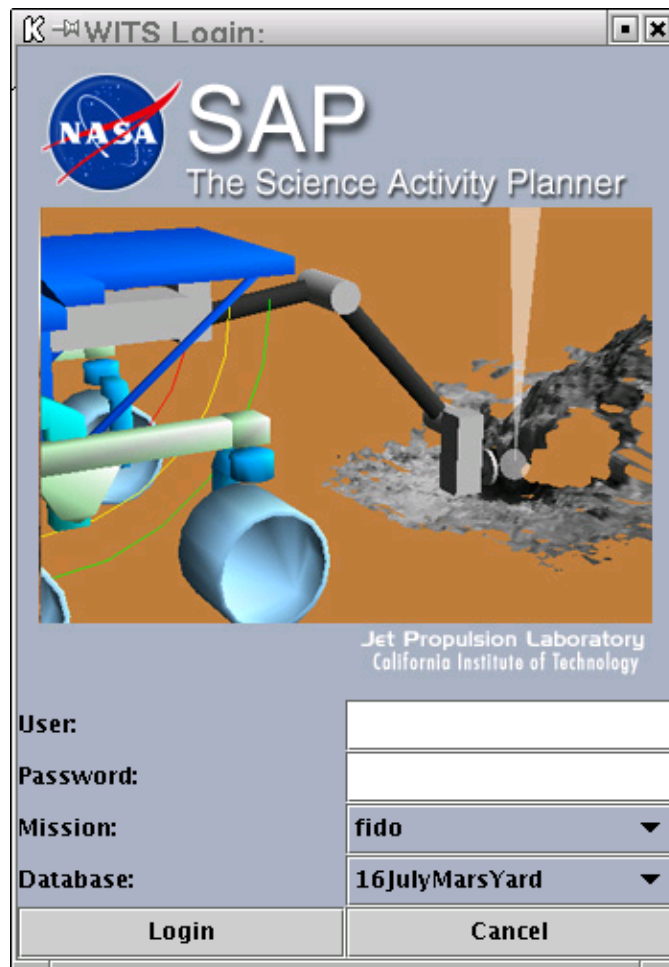 WITS Login:
NASA
SAP
The Science Activity Planner
Jet Propulsion Laboratory
California Institute of Technology
User:
Password:
Mission: fido
Database: 16JulyMarsYard
Login Cancel